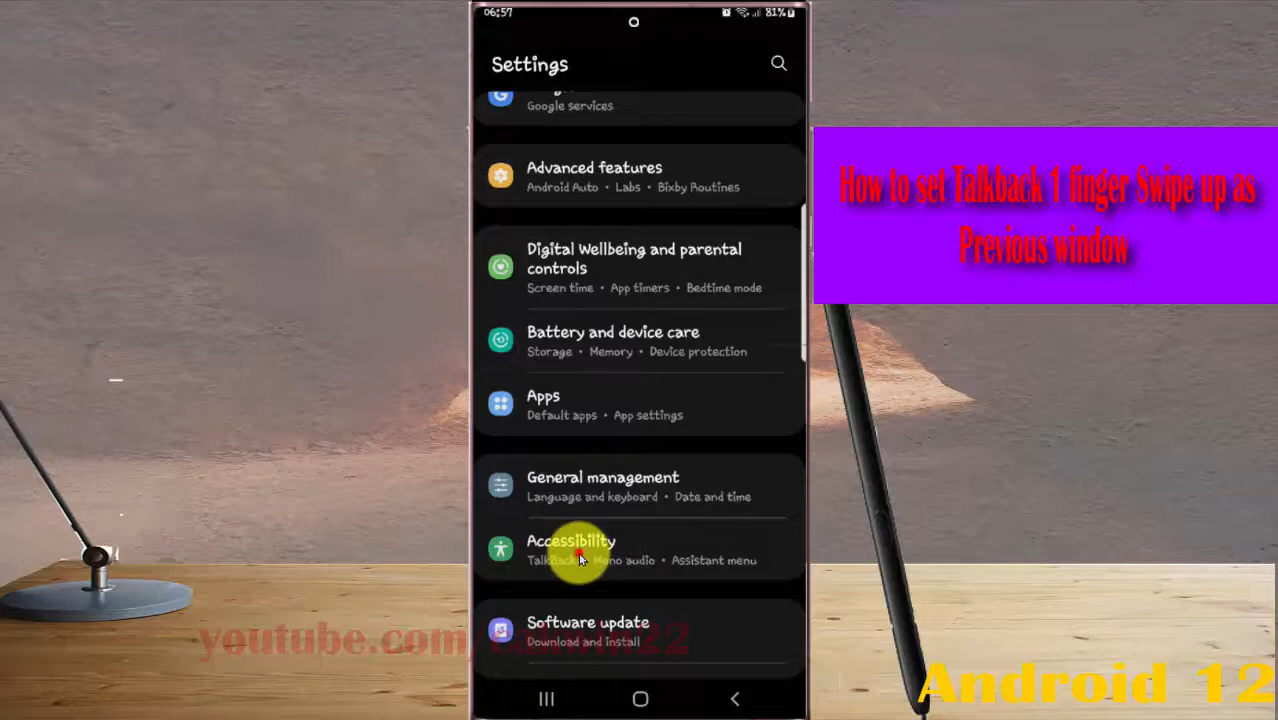 06:57
81%
Settings
Google services
Advanced features
Android Auto • Labs • Bixby Routines
Digital Wellbeing and parental
controls
Screen time • App timers • Bedtime mode
Battery and device care
Storage • Memory • Device protection
Apps
Default apps • App settings
General management
Language and keyboard • Date and time
Accessibility
TalkBack • Mono audio • Assistant menu
Software update
Download and install
How to set Talkback 1 finger Swipe up as
Previous window
youtube.com/
Android 12